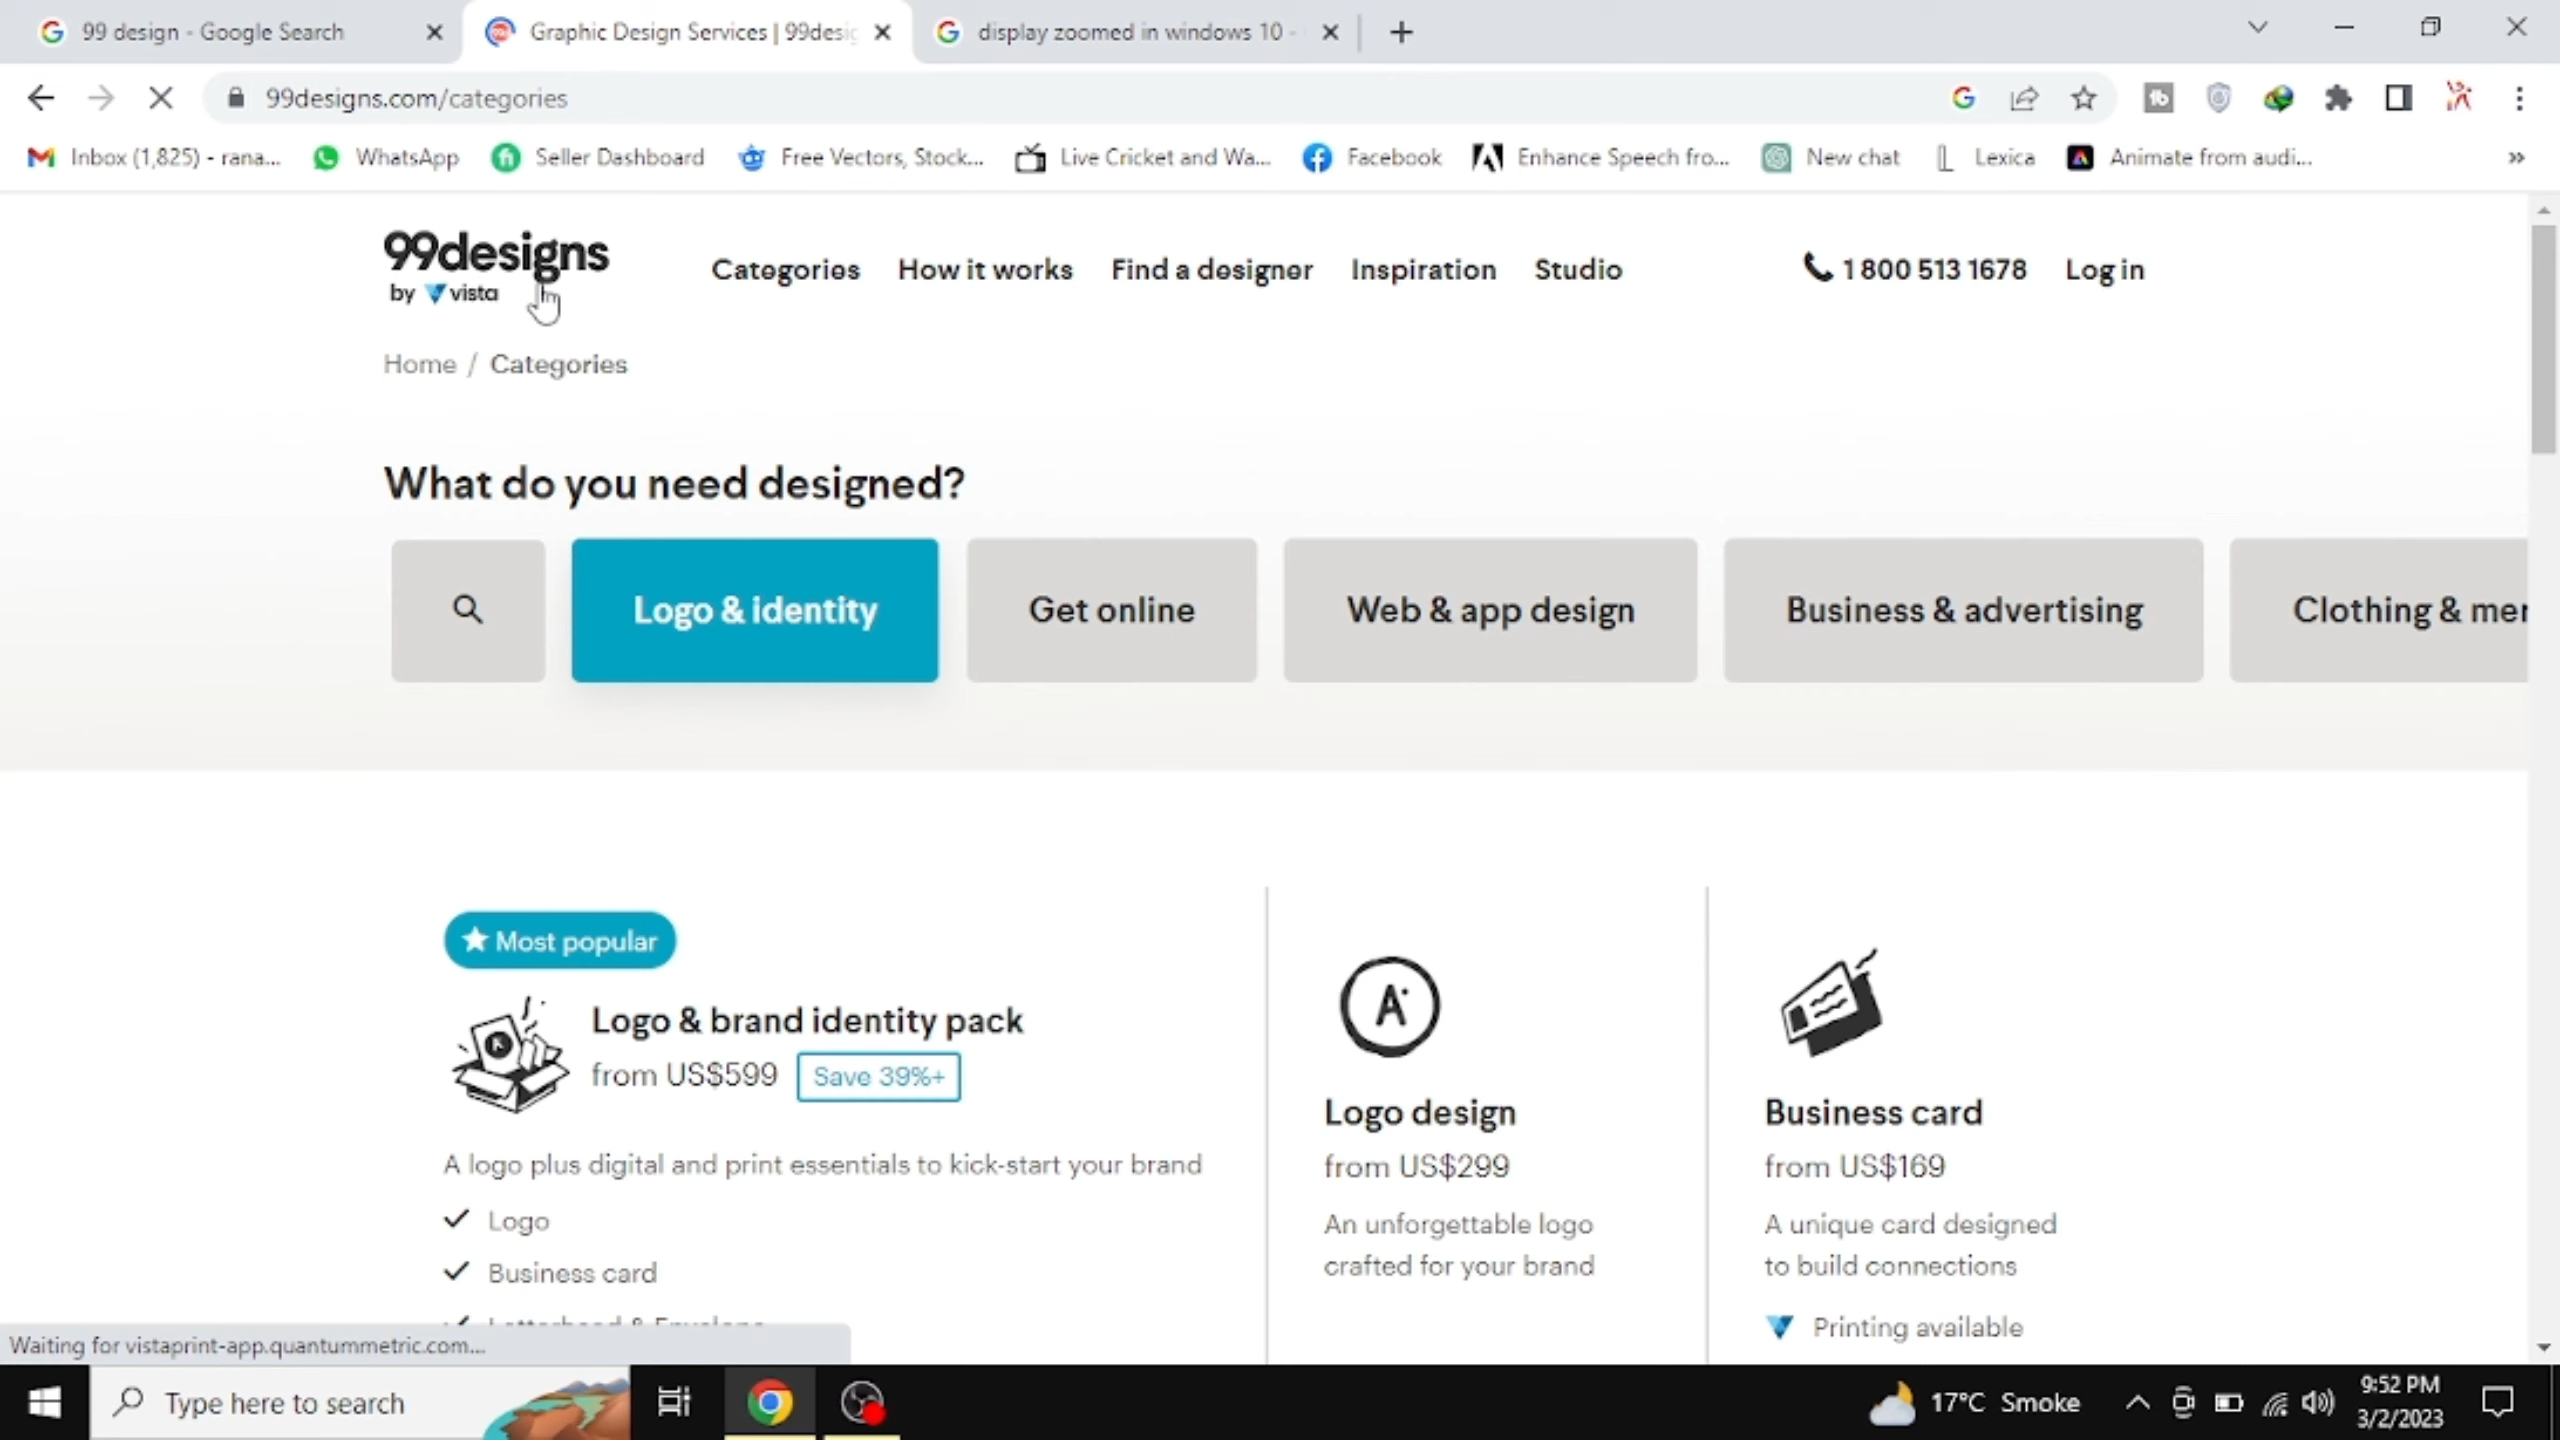 99 design - Google Search
Graphic Design Services | 99desig
display zoomed in windows 10 -
99designs.com/categories
Inbox (1,825) - rana...
WhatsApp
Seller Dashboard
Free Vectors, Stock...
Live Cricket and Wa...
Facebook
Enhance Speech fro...
New chat
Lexica
Animate from audi...
99designs
by vista
Categories
How it works
Find a designer
Inspiration
Studio
1 800 513 1678
Log in
Home / Categories
What do you need designed?
Logo & identity
Get online
Web & app design
Business & advertising
Clothing & mer
Most popular
Logo & brand identity pack
from US$599
Save 39%+
A logo plus digital and print essentials to kick-start your brand
Logo
Business card
Logo design
from US$299
An unforgettable logo
crafted for your brand
Business card
from US$169
A unique card designed
to build connections
Printing available
Waiting for vistaprint-app.quantummetric.com...
Type here to search
17°C Smoke
9:52 PM
3/2/2023